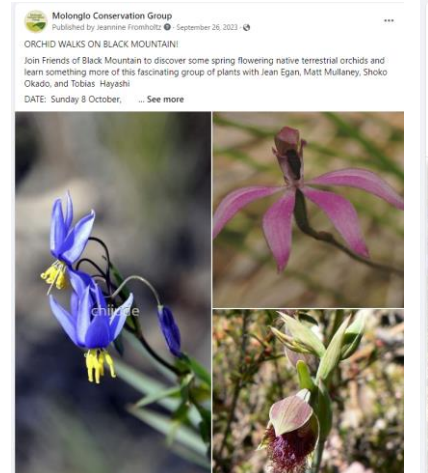 Molonglo Conservation Group
Published by Jeannine Fromholtz · September 26, 2023 ·
ORCHID WALKS ON BLACK MOUNTAIN!
Join Friends of Black Mountain to discover some spring flowering native terrestrial orchids and
learn something more of this fascinating group of plants with Jean Egan, Matt Mullaney, Shoko
Okado, and Tobias Hayashi
DATE: Sunday 8 October, ... See more